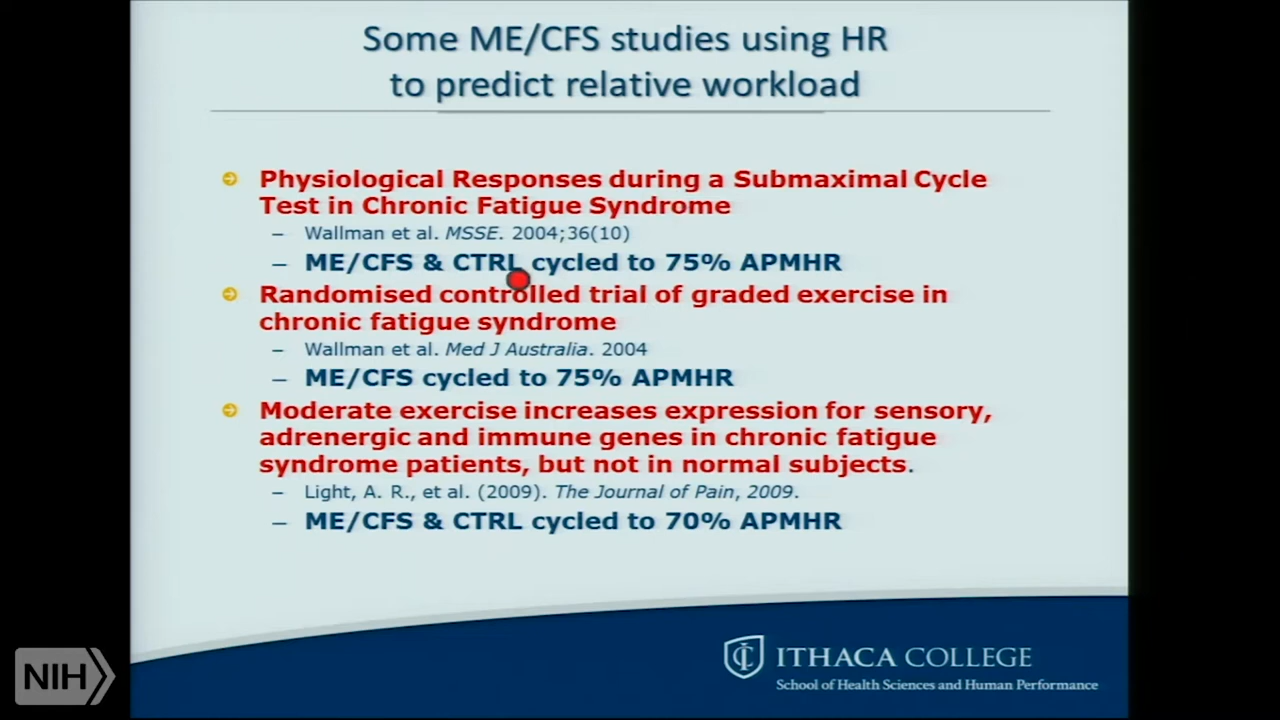 Some ME/CFS studies using HR
to predict relative workload
Physiological Responses during a Submaximal Cycle
Test in Chronic Fatigue Syndrome
– Wallman et al. MSSE. 2004;36(10)
– ME/CFS & CTRL cycled to 75% APMHR
Randomised controlled trial of graded exercise in
chronic fatigue syndrome
– Wallman et al. Med J Australia. 2004
– ME/CFS cycled to 75% APMHR
Moderate exercise increases expression for sensory,
adrenergic and immune genes in chronic fatigue
syndrome patients, but not in normal subjects.
– Light, A. R., et al. (2009). The Journal of Pain, 2009.
– ME/CFS & CTRL cycled to 70% APMHR
ITHACA COLLEGE
School of Health Sciences and Human Performance
NIH